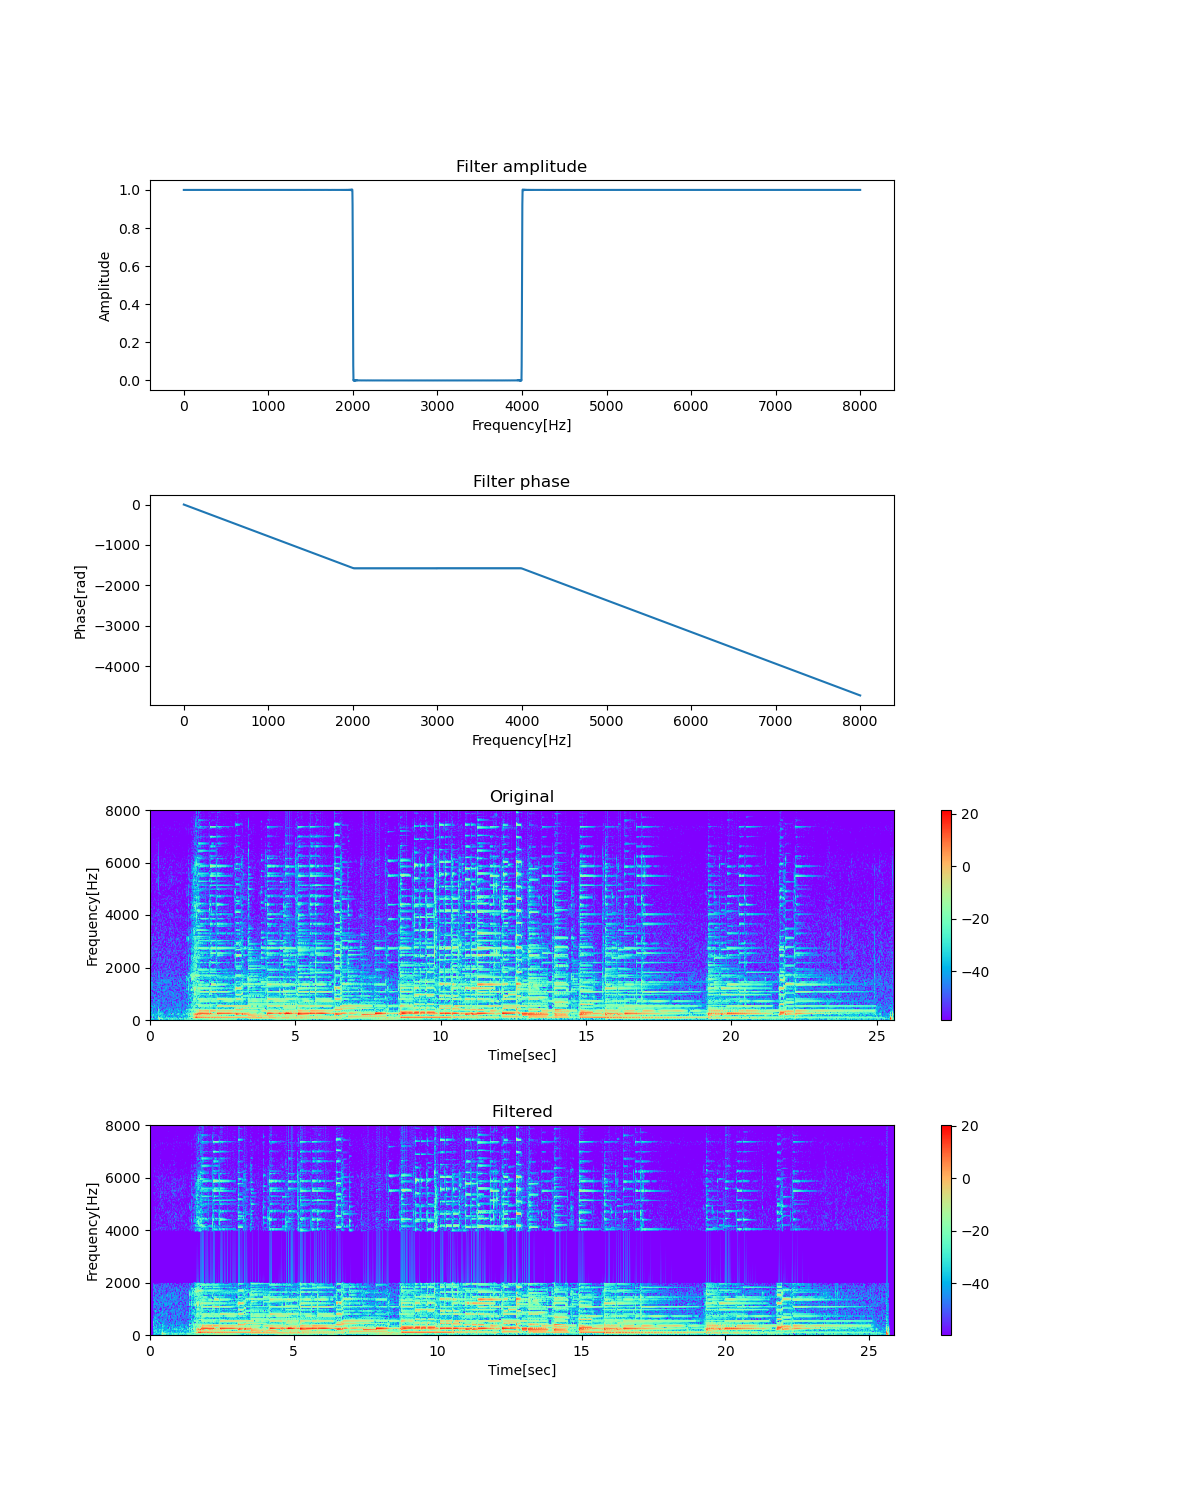 Filter amplitude
1.0
0.8
0.6
0.4
0.2
0.0
Amplitude
0 1000 2000 3000 4000 5000 6000 7000 8000
Frequency[Hz]
Filter phase
0
−1000
−2000
−3000
−4000
Phase[rad]
0 1000 2000 3000 4000 5000 6000 7000 8000
Frequency[Hz]
Original
8000
6000
4000
2000
0
Frequency[Hz]
0 5 10 15 20 25
Time[sec]
20
0
−20
−40
Filtered
8000
6000
4000
2000
0
Frequency[Hz]
0 5 10 15 20 25
Time[sec]
20
0
−20
−40